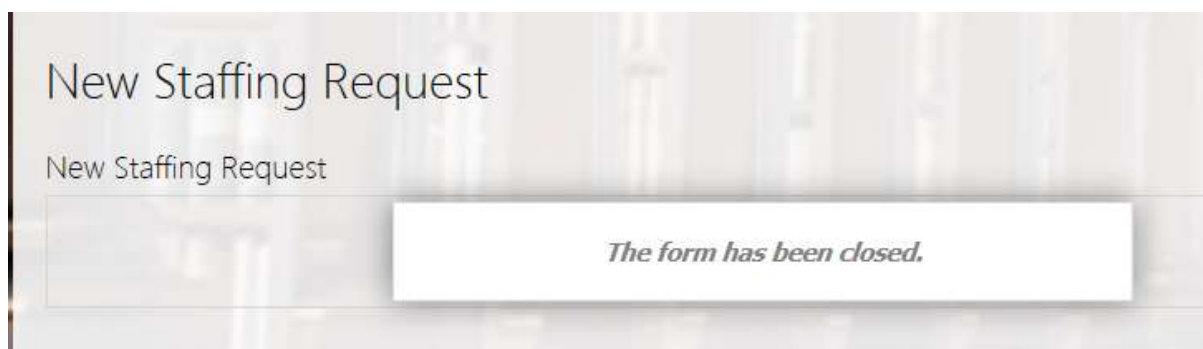 New Staffing Request
New Staffing Request
The form has been closed.